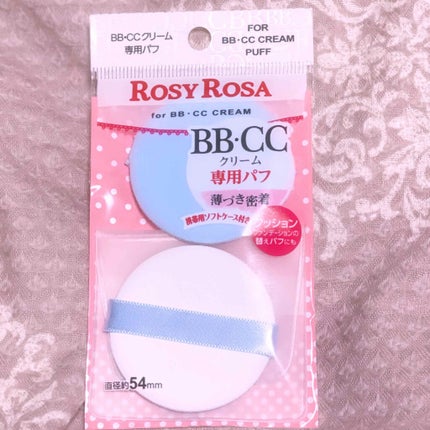 BB・CCクリーム
専用パフ
FOR
BB・CC CREAM
PUFF
ROSY ROSA
for BB・CC CREAM
BB・CC
クリーム
専用パフ
薄づき密着
携帯用ソフトケース付き
クッション
ファンデーションの
替えパフにも
直径約54mm